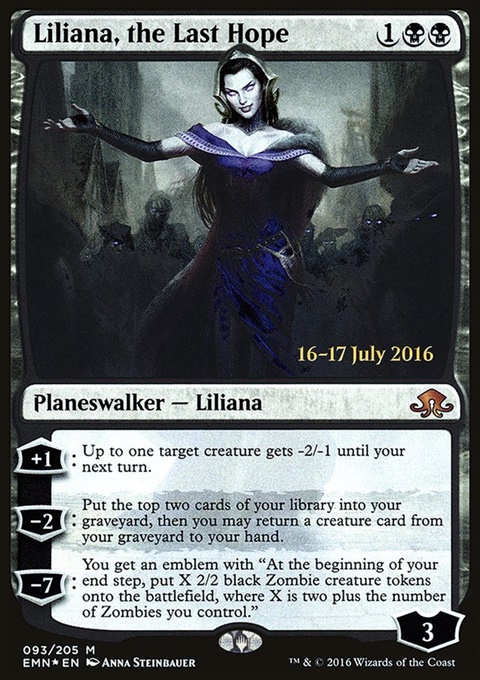 Liliana, the Last Hope 1
16–17 July 2016
Planeswalker — Liliana
+1 : Up to one target creature gets -2/-1 until your
next turn.
-2 : Put the top two cards of your library into your
graveyard, then you may return a creature card from
your graveyard to your hand.
-7 : You get an emblem with “At the beginning of your
end step, put X 2/2 black Zombie creature tokens
onto the battlefield, where X is two plus the number
of Zombies you control.”
3
093/205 M
EMN★EN Anna Steinbauer
™ & © 2016 Wizards of the Coast